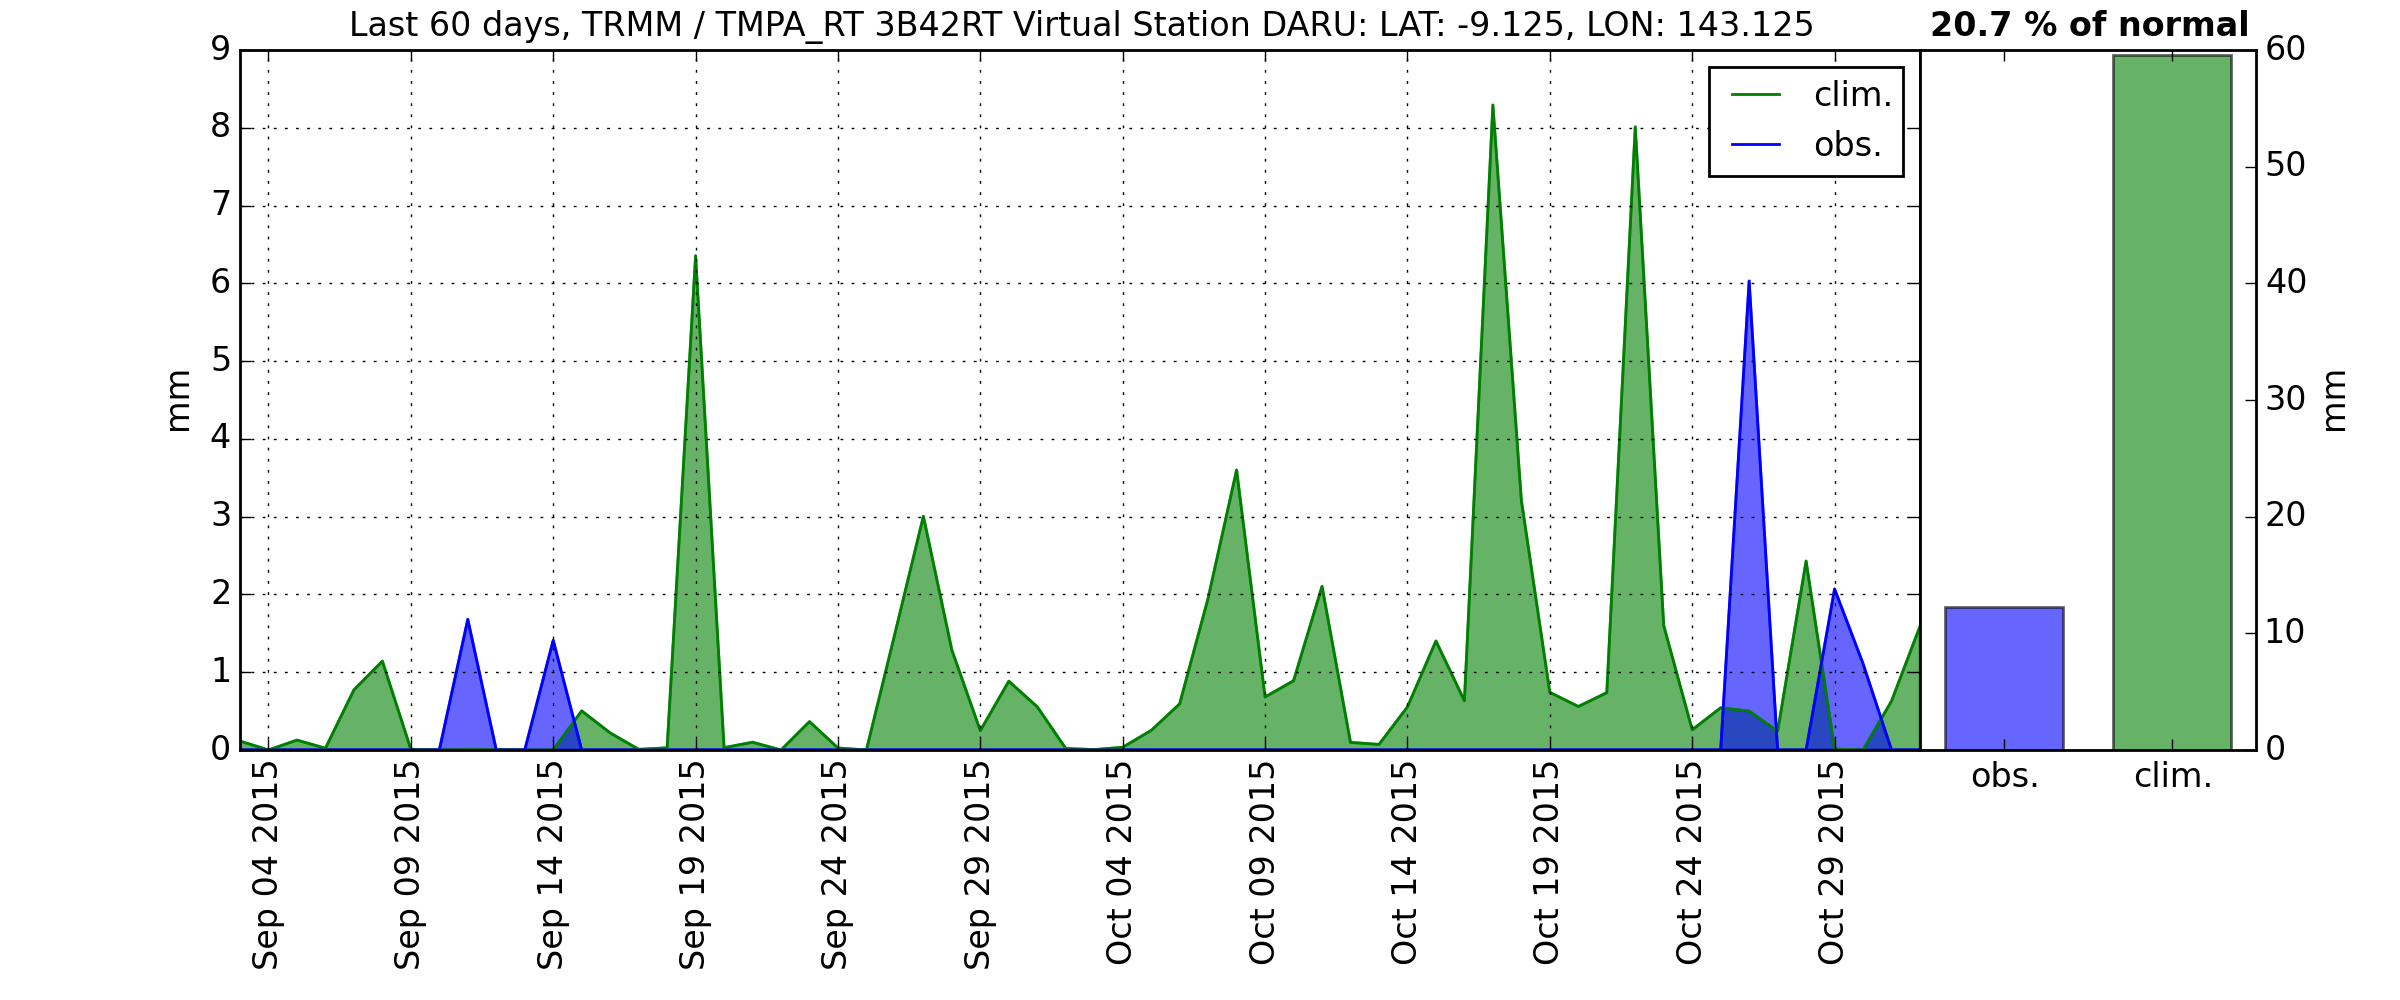 Last 60 days, TRMM / TMPA_RT 3B42RT Virtual Station DARU: LAT: -9.125, LON: 143.125
20.7 % of normal
9
8
7
6
5
4
3
2
1
0
mm
clim.
obs.
Sep 04 2015
Sep 09 2015
Sep 14 2015
Sep 19 2015
Sep 24 2015
Sep 29 2015
Oct 04 2015
Oct 09 2015
Oct 14 2015
Oct 19 2015
Oct 24 2015
Oct 29 2015
60
50
40
30
20
10
0
mm
obs.
clim.